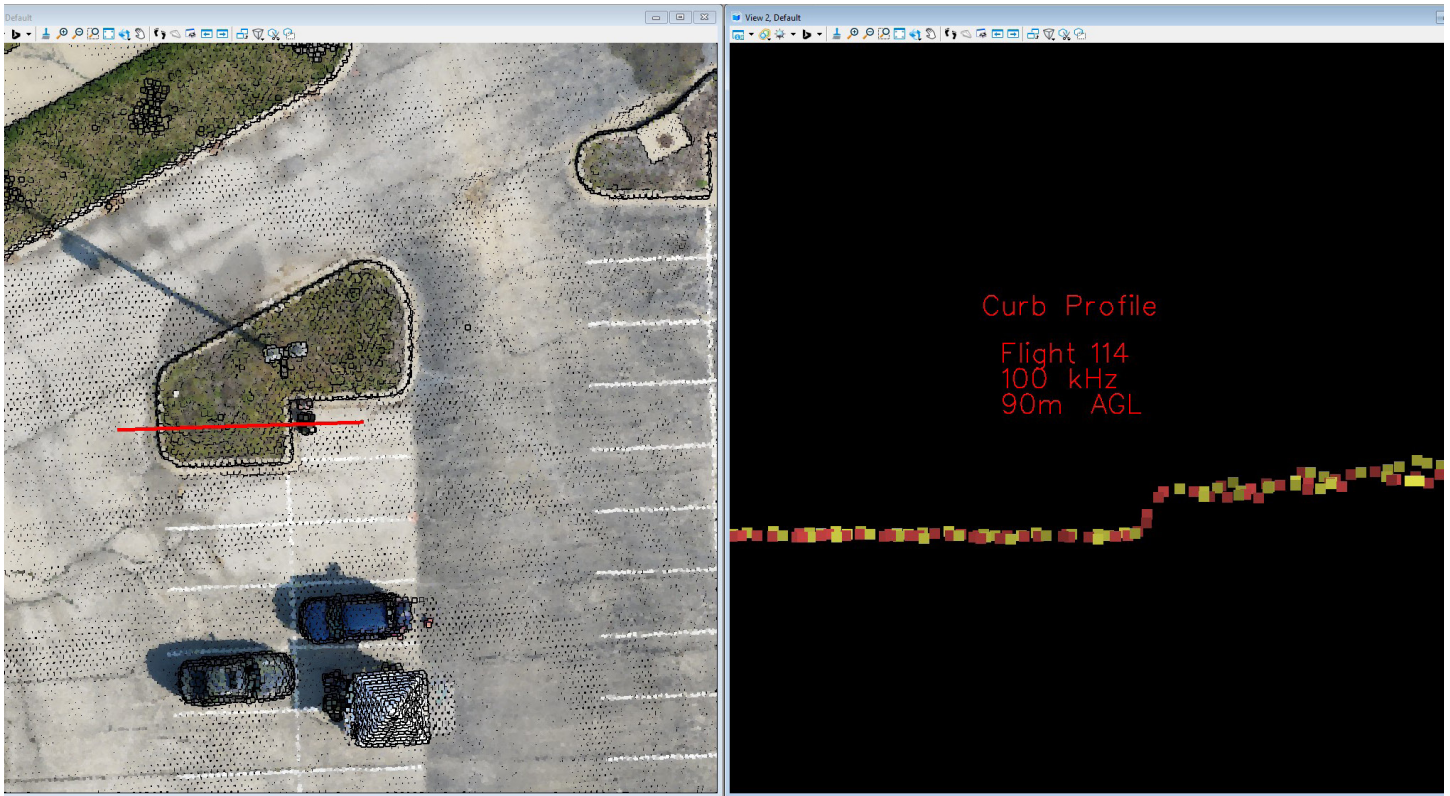 Default
View 2, Default
Curb Profile
Flight 114
100 kHz
90m AGL